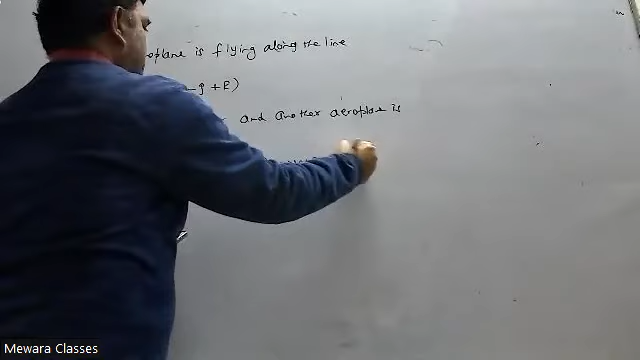 oplane is flying along the line
- ĵ + k̂)
and another aeroplane is
Mewara Classes